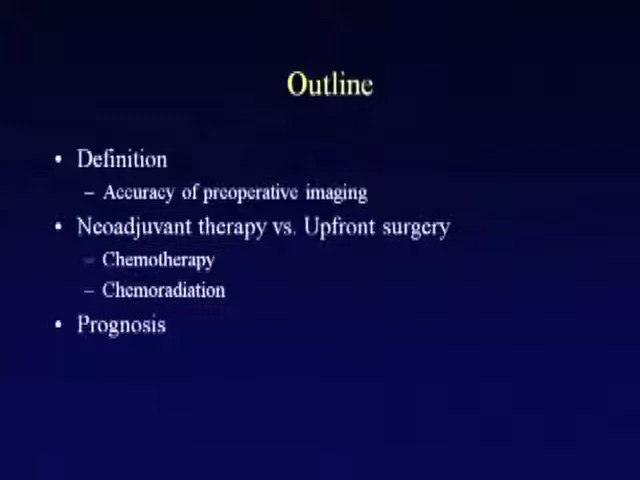 Outline
• Definition
– Accuracy of preoperative imaging
• Neoadjuvant therapy vs. Upfront surgery
– Chemotherapy
– Chemoradiation
• Prognosis